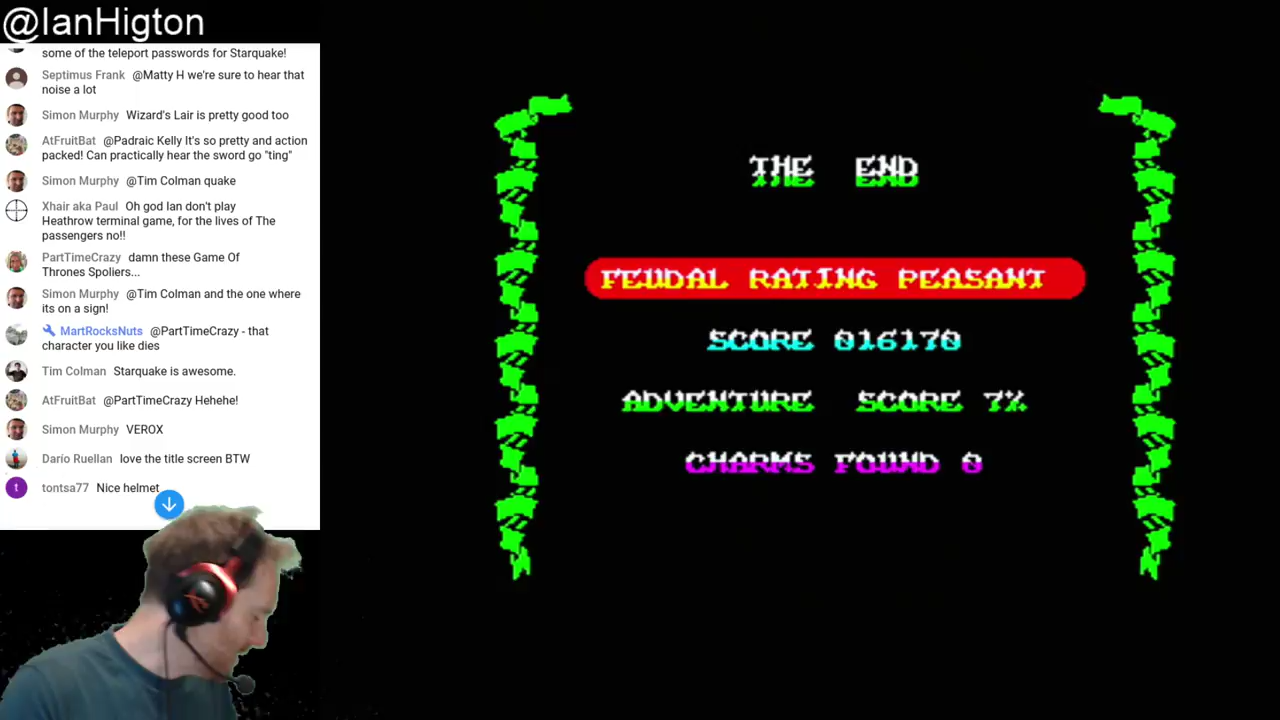 @IanHigton
some of the teleport passwords for Starquake!
Septimus Frank @Matty H we're sure to hear that
noise a lot
Simon Murphy Wizard's Lair is pretty good too
AtFruitBat @Padraic Kelly It's so pretty and action
packed! Can practically hear the sword go "ting"
Simon Murphy @Tim Colman quake
Xhair aka Paul Oh god Ian don't play
Heathrow terminal game, for the lives of The
passengers no!!
PartTimeCrazy damn these Game Of
Thrones Spoliers...
Simon Murphy @Tim Colman and the one where
its on a sign!
MartRocksNuts @PartTimeCrazy - that
character you like dies
Tim Colman Starquake is awesome.
AtFruitBat @PartTimeCrazy Hehehe!
Simon Murphy VEROX
Darío Ruellan love the title screen BTW
t tontsa77 Nice helmet
THE END
FEUDAL RATING PEASANT
SCORE 016170
ADVENTURE SCORE 7%
CHARMS FOUND 0